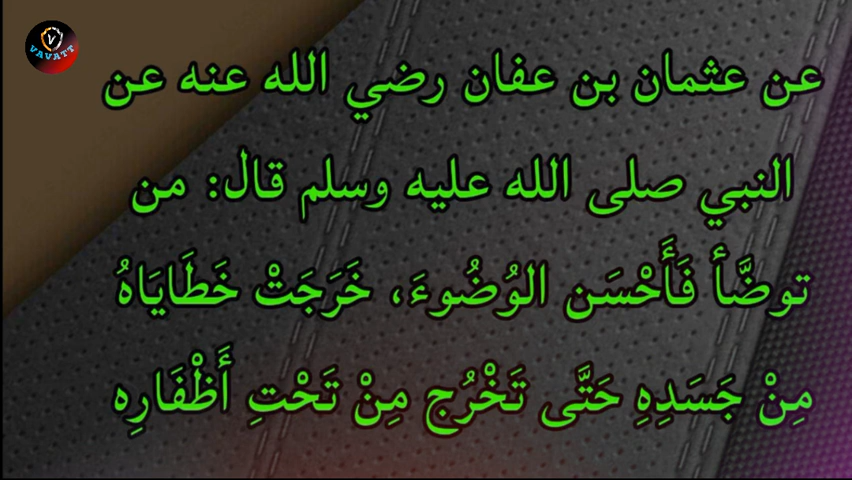 VAVATT
عن عثمان بن عفان رضي الله عنه عن
النبي صلى الله عليه وسلم قال: من
توضَّأ فَأَحْسَن الوُضُوءَ، خَرَجَتْ خَطَايَاهُ
مِنْ جَسَدِهِ حَتَّى تَخْرُج مِنْ تَحْتِ أَظْفَارِه